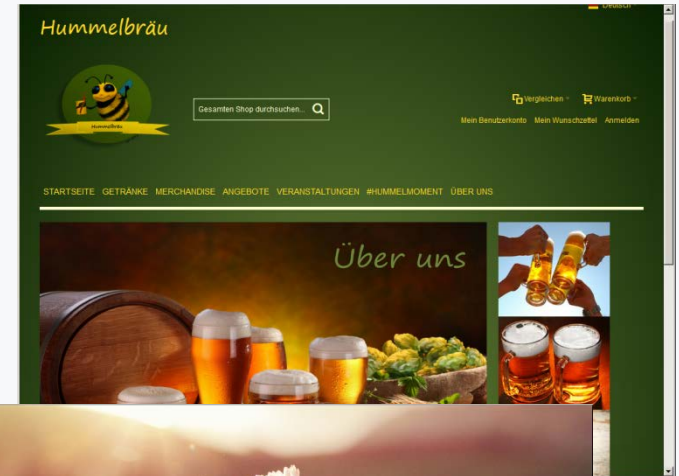 Deutsch
Hummelbräu
Hummelbräu
Gesamten Shop durchsuchen...
Vergleichen
Warenkorb
Mein Benutzerkonto Mein Wunschzettel Anmelden
STARTSEITE GETRÄNKE MERCHANDISE ANGEBOTE VERANSTALTUNGEN #HUMMELMOMENT ÜBER UNS
Über uns